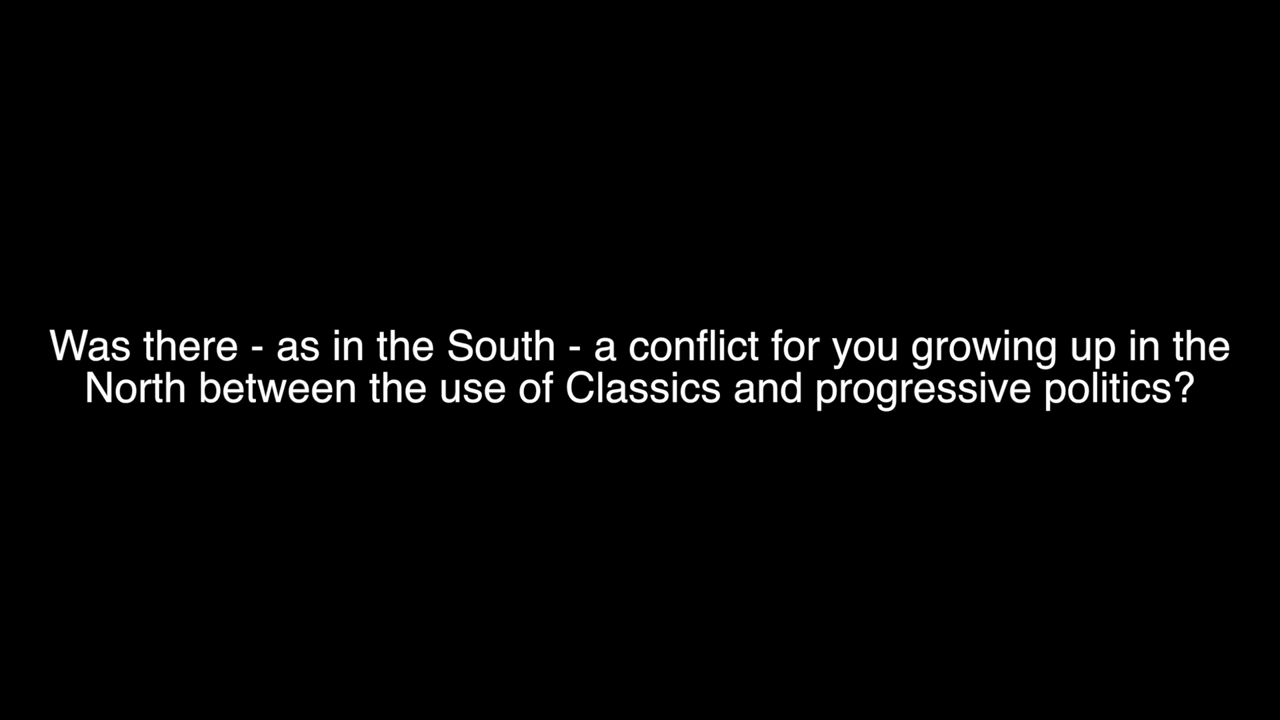 Was there - as in the South - a conflict for you growing up in the
North between the use of Classics and progressive politics?